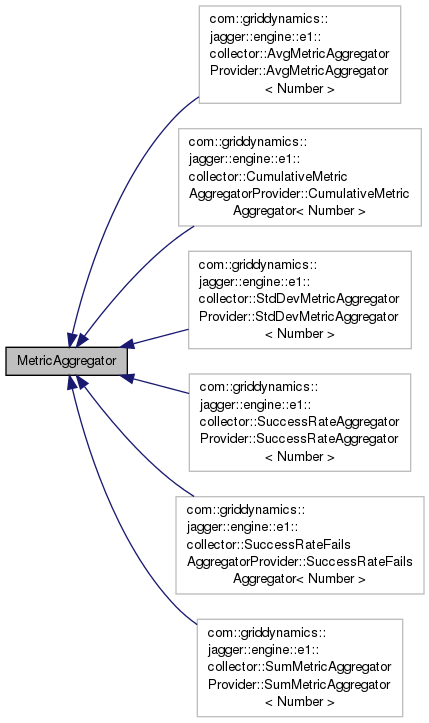 com::griddynamics::
jagger::engine::e1::
collector::AvgMetricAggregator
Provider::AvgMetricAggregator
< Number >
com::griddynamics::
jagger::engine::e1::
collector::CumulativeMetric
AggregatorProvider::CumulativeMetric
Aggregator< Number >
com::griddynamics::
jagger::engine::e1::
collector::StdDevMetricAggregator
Provider::StdDevMetricAggregator
< Number >
MetricAggregator
com::griddynamics::
jagger::engine::e1::
collector::SuccessRateAggregator
Provider::SuccessRateAggregator
< Number >
com::griddynamics::
jagger::engine::e1::
collector::SuccessRateFails
AggregatorProvider::SuccessRateFails
Aggregator< Number >
com::griddynamics::
jagger::engine::e1::
collector::SumMetricAggregator
Provider::SumMetricAggregator
< Number >